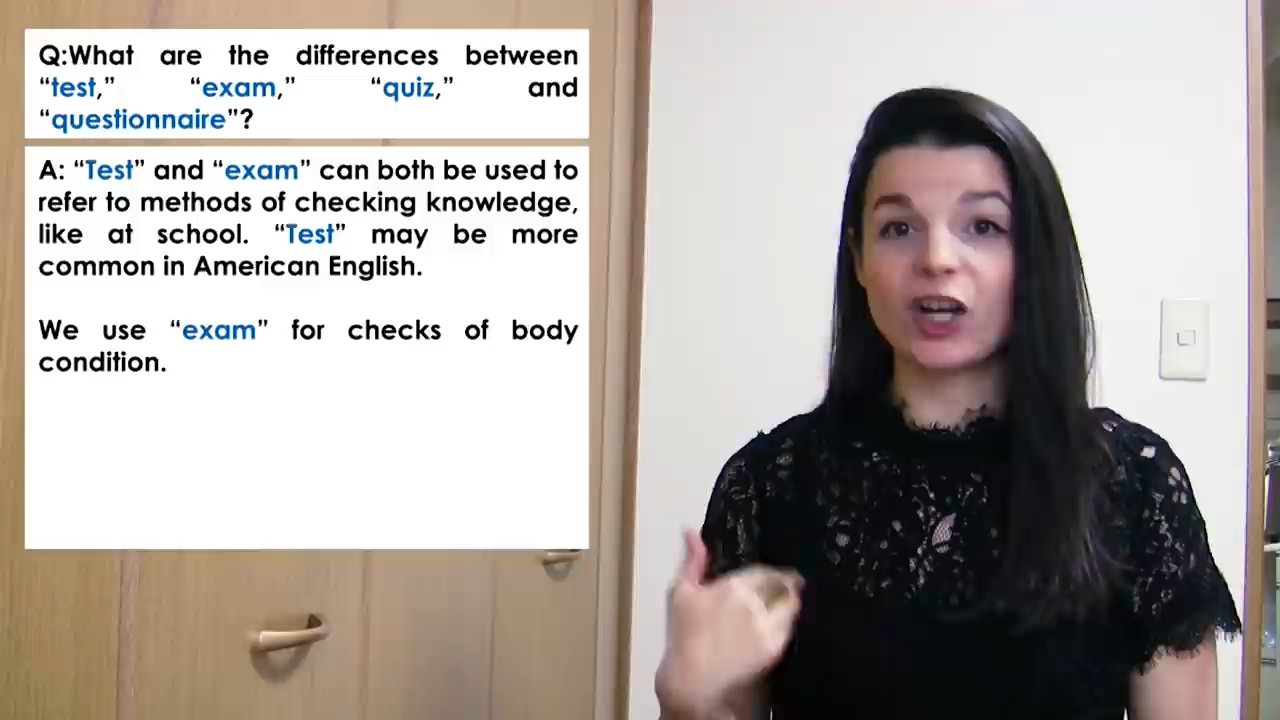 Q:What are the differences between
“test,” “exam,” “quiz,” and
“questionnaire”?
A: “Test” and “exam” can both be used to
refer to methods of checking knowledge,
like at school. “Test” may be more
common in American English.
We use “exam” for checks of body
condition.